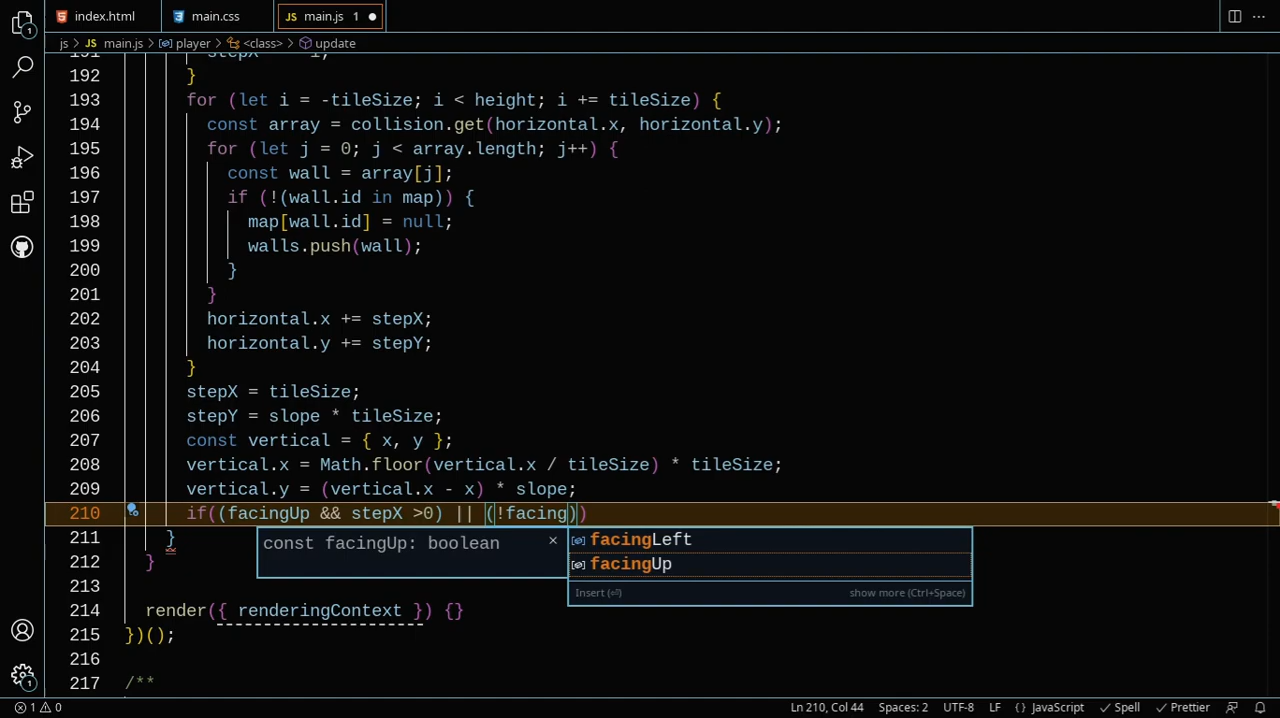 index.html main.css JS main.js 1
js JS main.js player <class> update
192 }
193 for (let i = -tileSize; i < height; i += tileSize) {
194 const array = collision.get(horizontal.x, horizontal.y);
195 for (let j = 0; j < array.length; j++) {
196 const wall = array[j];
197 if (!(wall.id in map)) {
198 map[wall.id] = null;
199 walls.push(wall);
200 }
201 }
202 horizontal.x += stepX;
203 horizontal.y += stepY;
204 }
205 stepX = tileSize;
206 stepY = slope * tileSize;
207 const vertical = { x, y };
208 vertical.x = Math.floor(vertical.x / tileSize) * tileSize;
209 vertical.y = (vertical.x - x) * slope;
210 if((facingUp && stepX >0) || (!facing))
211 }
const facingUp: boolean ×
facingLeft
facingUp
Insert (⏎) show more (Ctrl+Space)
212 }
213
214 render({ renderingContext }) {}
215 })();
216
217 /**
1 0 Ln 210, Col 44 Spaces: 2 UTF-8 LF {} JavaScript ✓ Spell ✓ Prettier